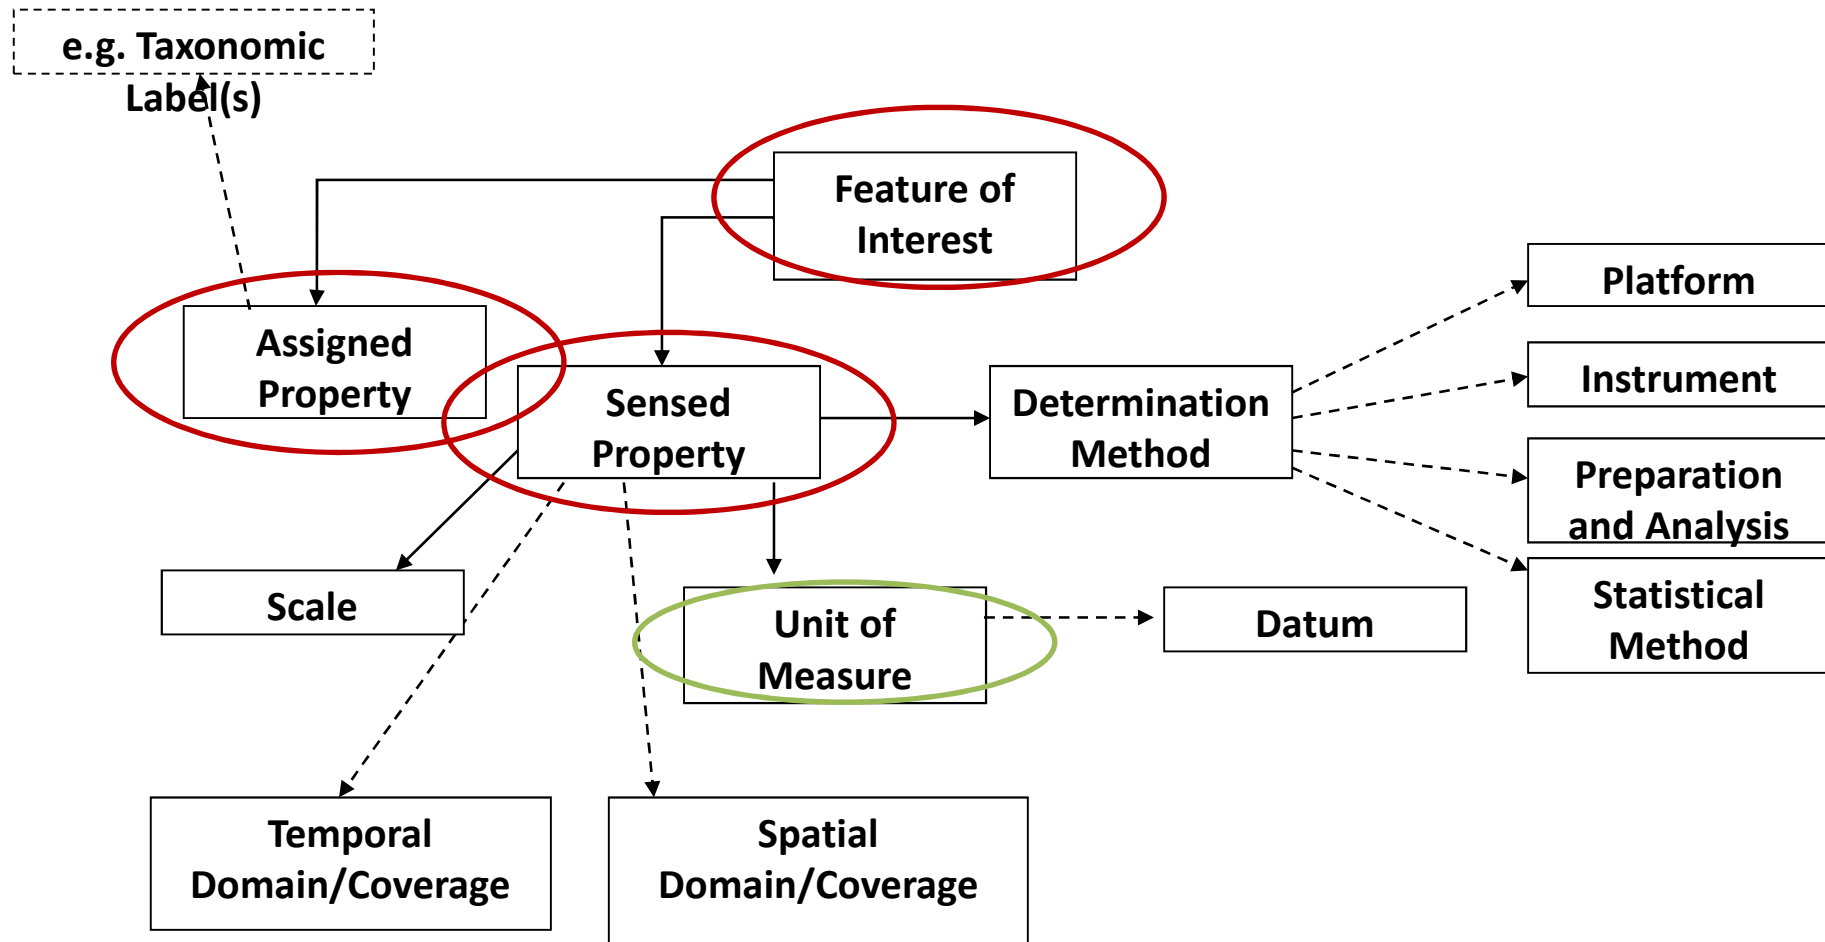 e.g. Taxonomic
Label(s)
Feature of
Interest
Assigned
Property
Sensed
Property
Determination
Method
Platform
Instrument
Preparation
and Analysis
Statistical
Method
Scale
Unit of
Measure
Datum
Temporal
Domain/Coverage
Spatial
Domain/Coverage